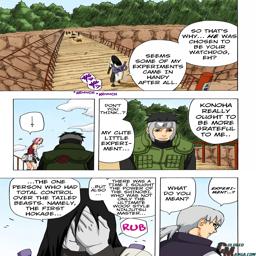 SO THAT'S
WHY... HE WAS
CHOSEN TO
BE YOUR
WATCHDOG,
EH?
SEEMS
SOME OF MY
EXPERIMENTS
CAME IN
HANDY
AFTER ALL.
DON'T
YOU
THINK...?
MY CUTE
LITTLE
EXPERI-
MENT...
KONOHA
REALLY
OUGHT TO
BE MORE
GRATEFUL
TO ME...
...THE
ONE PERSON
WHO HAD
TOTAL CONTROL
OVER THE
TAILED
BEASTS. NAMELY,
THE FIRST
HOKAGE...
...BUT
ALSO
THERE WAS A
TIME I SOUGHT
THE POWER OF
THE SHINOBI
WHO WAS NOT
ONLY THE
ULTIMATE
WOOD STYLE
NINJUTSU
MASTER...
RUB
WHAT
DO YOU
MEAN?
EXPERI-
MENT...?